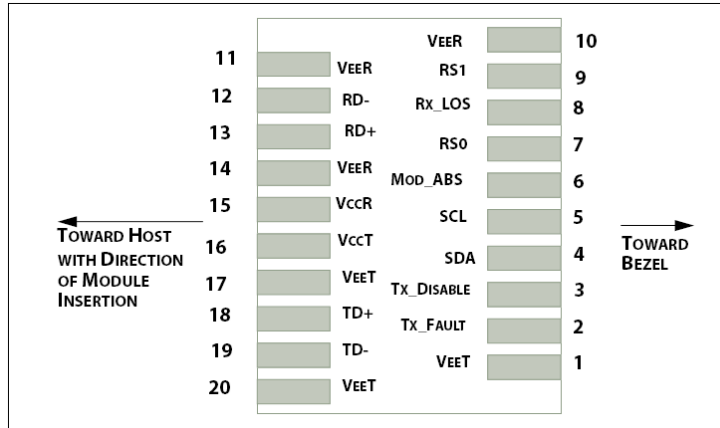 11 VEER
12 RD-
13 RD+
14 VEER
15 VCCR
16 VCCT
17 VEET
18 TD+
19 TD-
20 VEET
VEER 10
RS1 9
RX_LOS 8
RS0 7
MOD_ABS 6
SCL 5
SDA 4
TX_DISABLE 3
TX_FAULT 2
VEET 1
TOWARD HOST
WITH DIRECTION
OF MODULE
INSERTION
TOWARD
BEZEL